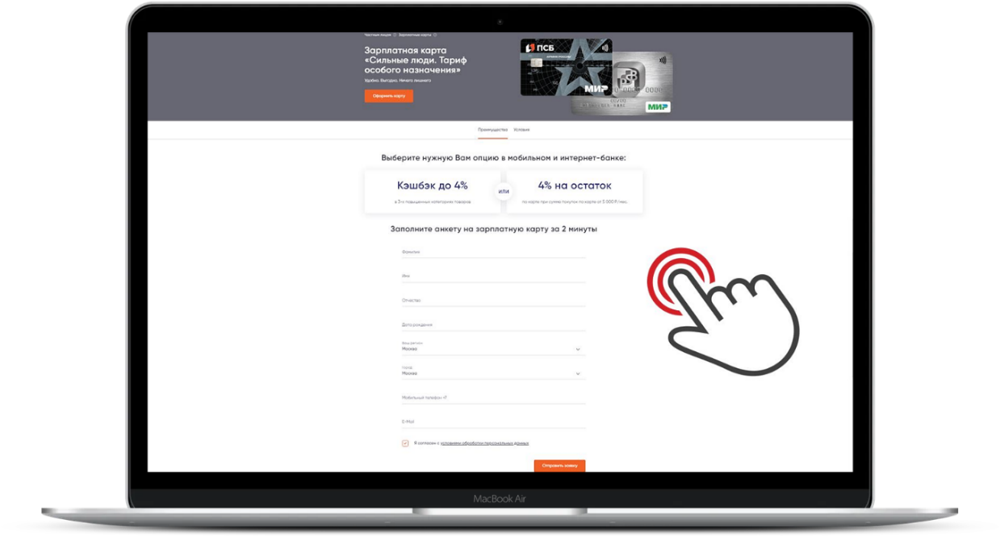 Частным лицам Зарплатные карты
Зарплатная карта
«Сильные люди. Тариф
особого назначения»
Удобно. Выгодно. Ничего лишнего
Оформить карту
ПСБ
АРМИЯ РОССИИ
МИР
PSB
МИР
Преимущества Условия
Выберите нужную Вам опцию в мобильном и интернет-банке:
Кэшбэк до 4%
в 3-х повышенных категориях товаров
или
4% на остаток
по карте при сумме покупок по карте от 5 000 Р/мес.
Заполните анкету на зарплатную карту за 2 минуты
Фамилия
Имя
Отчество
Дата рождения
Ваш регион
Москва
Город
Москва
Мобильный телефон +7
E-Mail
Я согласен с условиями обработки персональных данных
Отправить заявку
MacBook Air